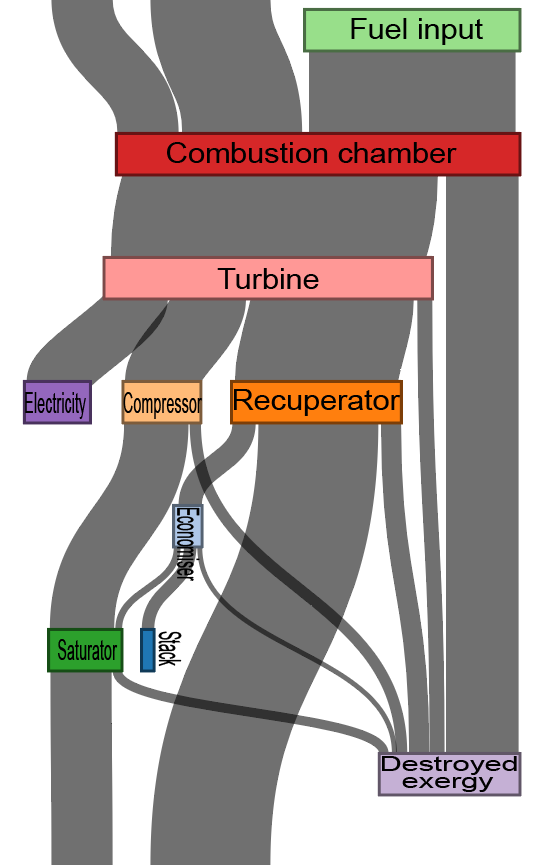 Fuel input
Combustion chamber
Turbine
Electricity
Compressor
Recuperator
Economiser
Saturator
Stack
Destroyed
exergy